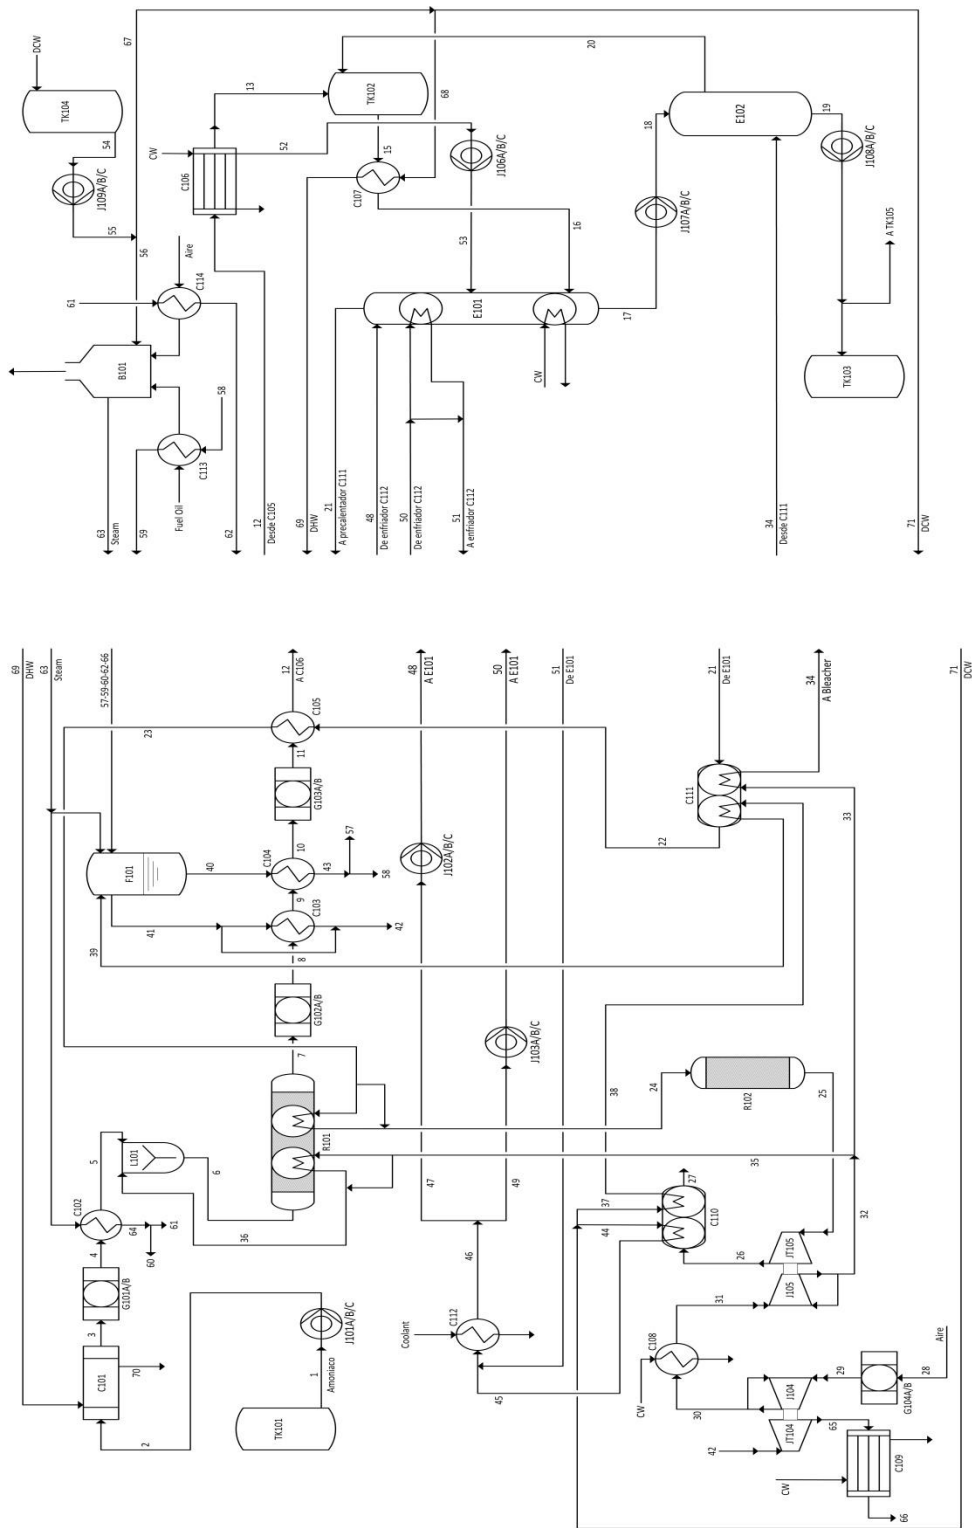 67
DCW
TK104
54
J109A/B/C
55
56
CW
C106
13
TK102
15
52
C107
68
20
J106A/B/C
18
E102
19
J108A/B/C
J107A/B/C
A TK105
TK103
61
Aire
C114
B101
58
C113
Fuel Oil
53
16
E101
17
CW
63
Steam
59
62
12
Desde C105
69
DHW
21
A precalentador C111
48
De enfriador C112
50
De enfriador C112
51
A enfriador C112
34
Desde C111
71
DCW
69
DHW
63
Steam
57-59-60-62-66
12
A C106
48
A E101
50
A E101
51
De E101
21
De E101
34
A Bleacher
71
DCW
23
C105
11
G103A/B
10
C104
43
57
58
F101
40
41
9
C103
42
39
8
G102A/B
7
R101
J102A/B/C
J103A/B/C
C111
22
33
38
24
R102
25
35
5
L101
6
C102
64
61
60
4
36
G101A/B
3
C101
70
2
J101A/B/C
1
Amoniaco
TK101
47
49
46
Coolant
C112
45
37
44
C110
27
26
JT105
J105
32
31
C108
CW
30
J104
JT104
42
29
28
Aire
G104A/B
65
C109
CW
66